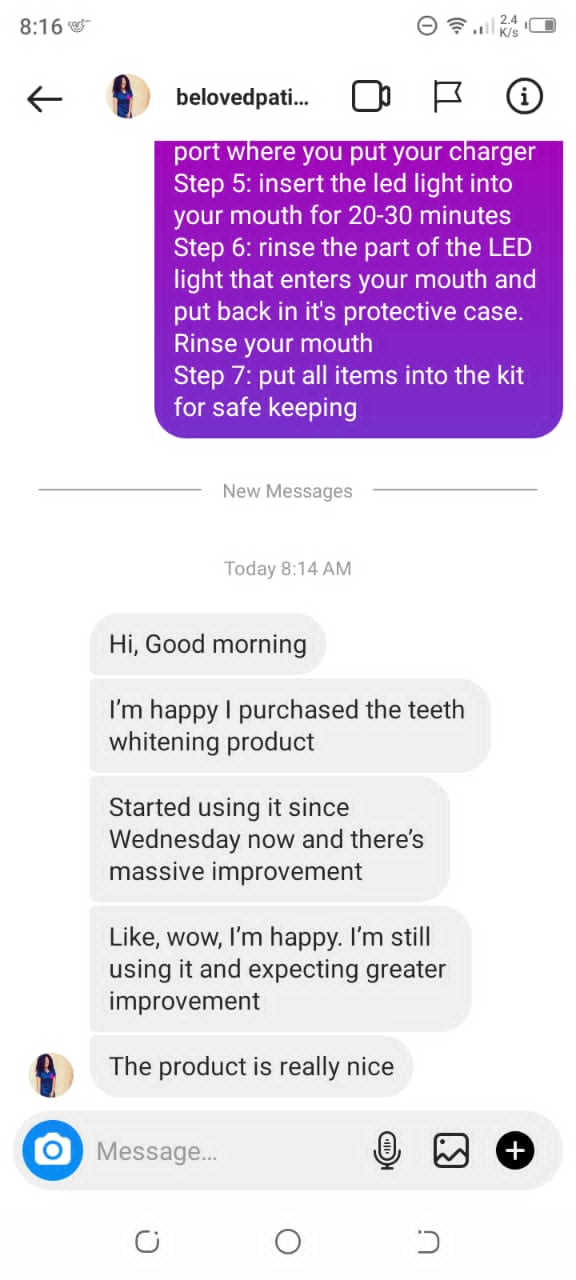 8:16
2.4
K/s
belovedpati...
port where you put your charger
Step 5: insert the led light into
your mouth for 20-30 minutes
Step 6: rinse the part of the LED
light that enters your mouth and
put back in it's protective case.
Rinse your mouth
Step 7: put all items into the kit
for safe keeping
New Messages
Today 8:14 AM
Hi, Good morning
I’m happy I purchased the teeth
whitening product
Started using it since
Wednesday now and there’s
massive improvement
Like, wow, I’m happy. I’m still
using it and expecting greater
improvement
The product is really nice
Message...